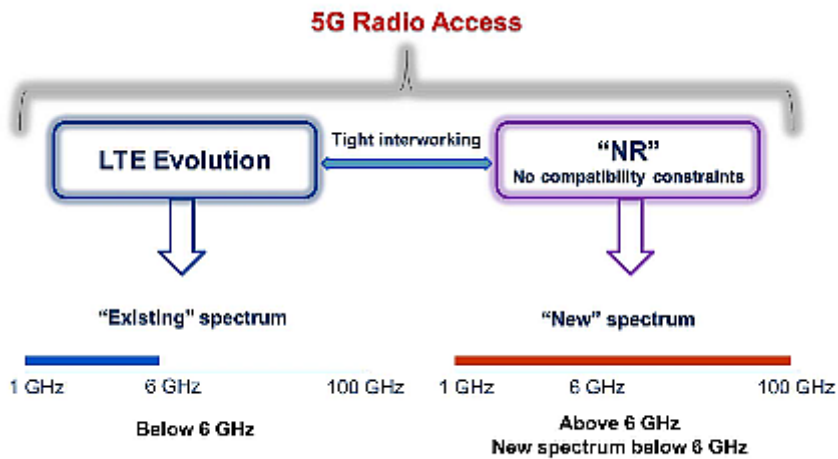 5G Radio Access
LTE Evolution
Tight interworking
“NR”
No compatibility constraints
“Existing” spectrum
“New” spectrum
1 GHz 6 GHz 100 GHz
1 GHz 6 GHz 100 GHz
Below 6 GHz
Above 6 GHz
New spectrum below 6 GHz